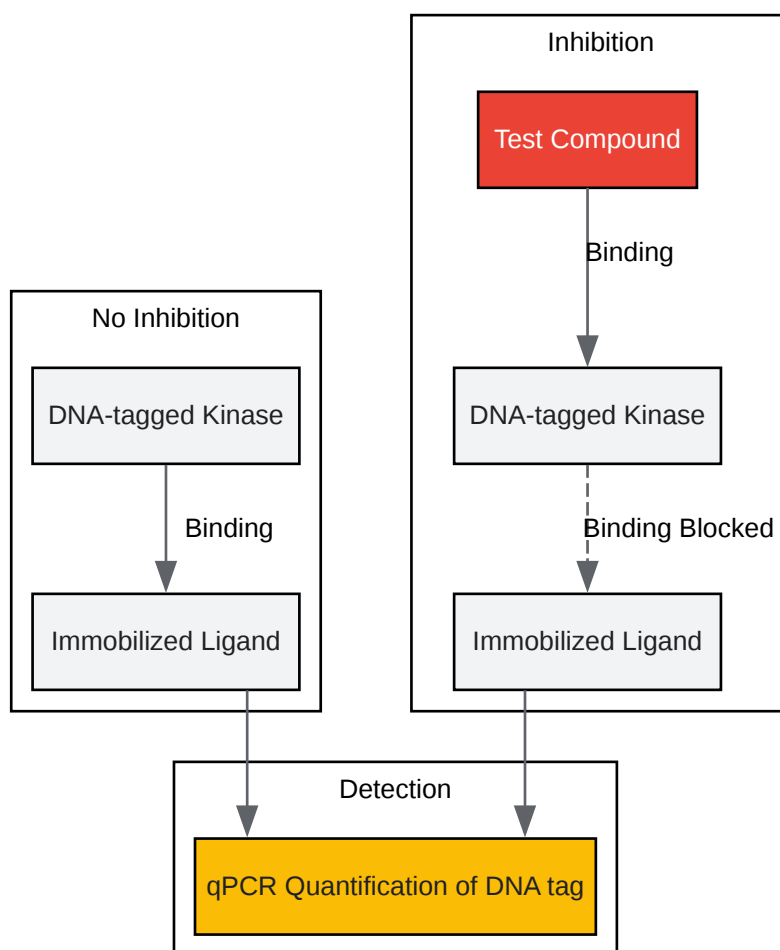 Inhibition
Test Compound
Binding
No Inhibition
DNA-tagged Kinase
DNA-tagged Kinase
Binding
Binding Blocked
Immobilized Ligand
Immobilized Ligand
Detection
qPCR Quantification of DNA tag